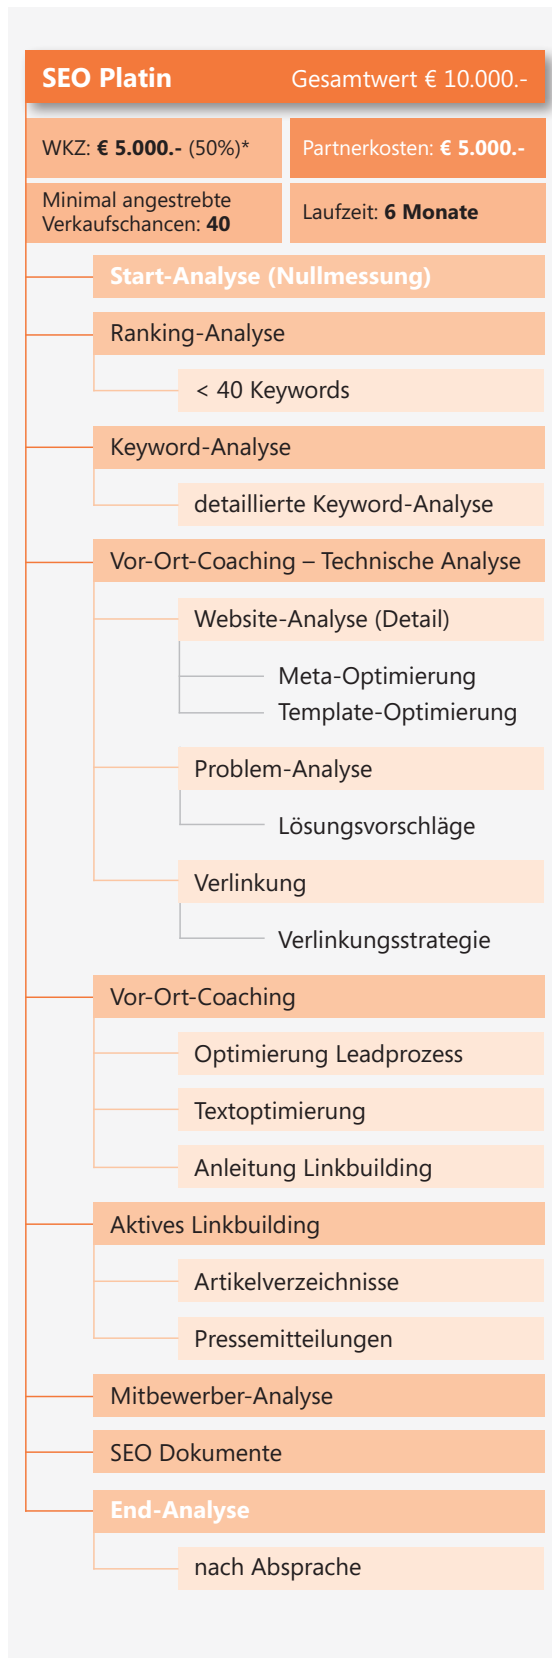 SEO Platin Gesamtwert € 10.000.-
WKZ: € 5.000.- (50%)* Partnerkosten: € 5.000.-
Minimal angestrebte
Verkaufschancen: 40
Laufzeit: 6 Monate
Start-Analyse (Nullmessung)
Ranking-Analyse
< 40 Keywords
Keyword-Analyse
detaillierte Keyword-Analyse
Vor-Ort-Coaching – Technische Analyse
Website-Analyse (Detail)
Meta-Optimierung
Template-Optimierung
Problem-Analyse
Lösungsvorschläge
Verlinkung
Verlinkungsstrategie
Vor-Ort-Coaching
Optimierung Leadprozess
Textoptimierung
Anleitung Linkbuilding
Aktives Linkbuilding
Artikelverzeichnisse
Pressemitteilungen
Mitbewerber-Analyse
SEO Dokumente
End-Analyse
nach Absprache